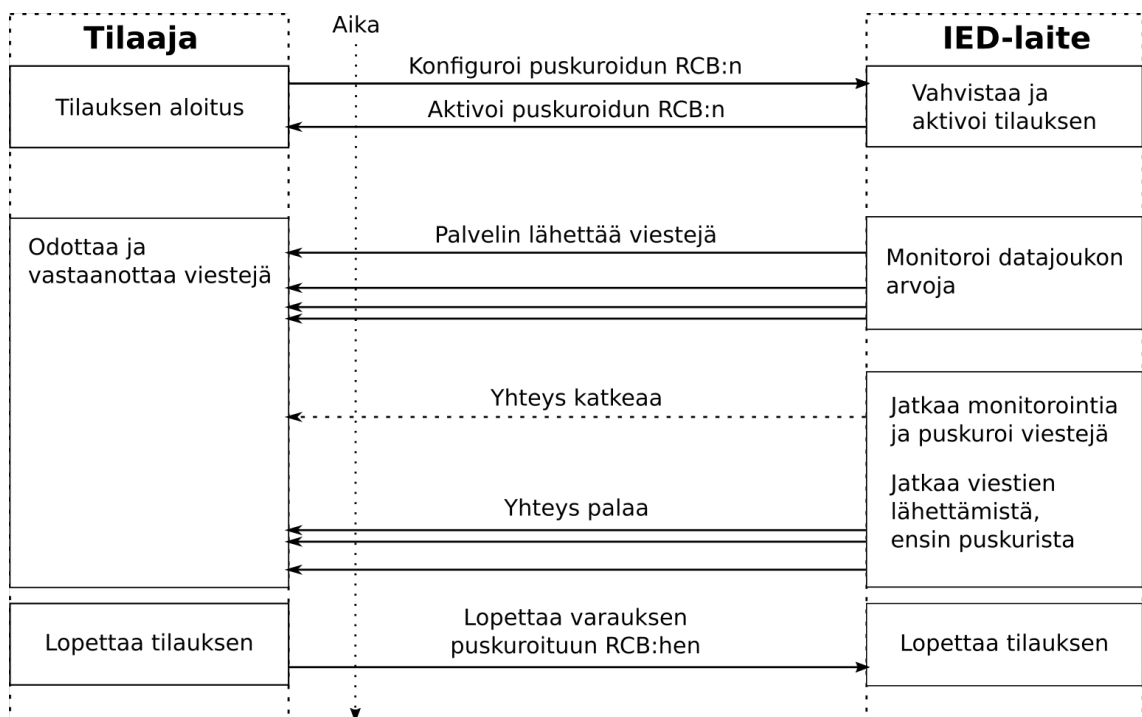 Tilaaja
Aika
IED-laite
Konfiguroi puskuroidun RCB:n
Tilauksen aloitus
Aktivoi puskuroidun RCB:n
Vahvistaa ja
aktivoi tilauksen
Odottaa ja
vastaanottaa viestejä
Palvelin lähettää viestejä
Monitoroi datajoukon
arvoja
Yhteys katkeaa
Jatkaa monitorointia
ja puskuroi viestejä
Yhteys palaa
Jatkaa viestien
lähettämistä,
ensin puskurista
Lopettaa tilauksen
Lopettaa varauksen
puskuroituun RCB:hen
Lopettaa tilauksen